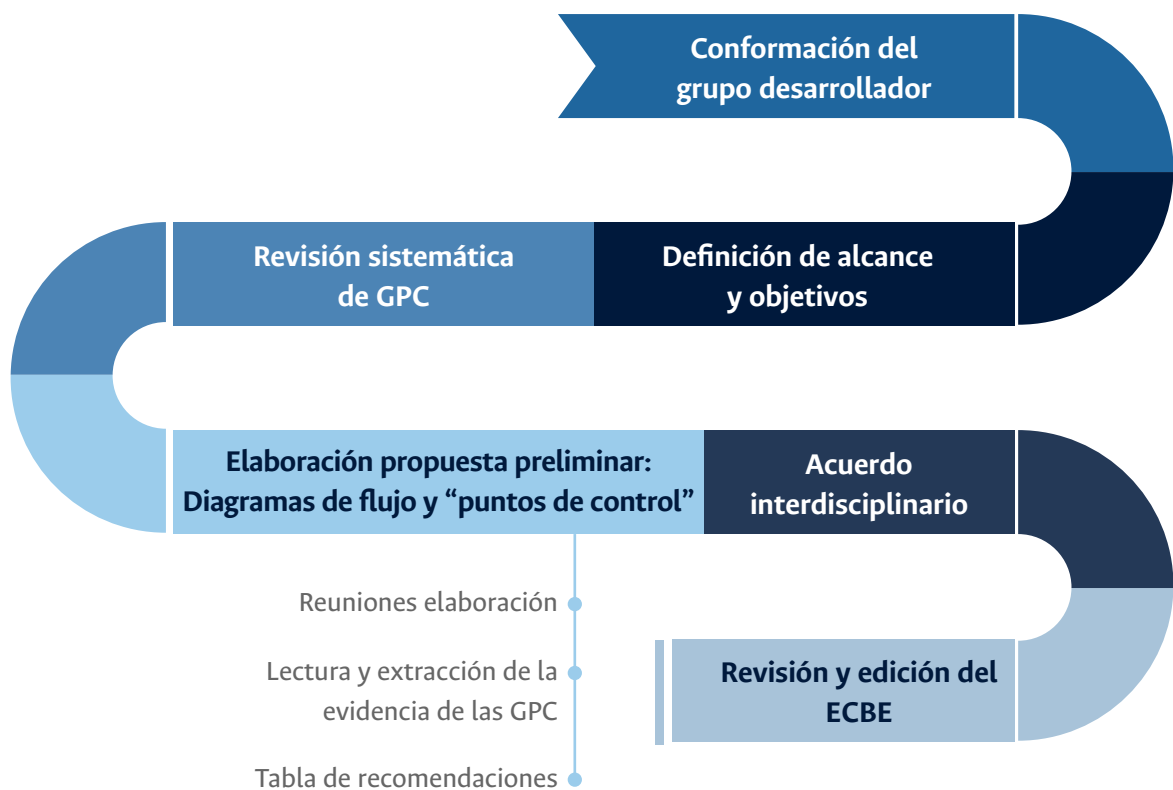 Conformación del
grupo desarrollador
Definición de alcance
y objetivos
Revisión sistemática
de GPC
Elaboración propuesta preliminar:
Diagramas de flujo y “puntos de control”
Reuniones elaboración
Lectura y extracción de la
evidencia de las GPC
Tabla de recomendaciones
Acuerdo
interdisciplinario
Revisión y edición del
ECBE